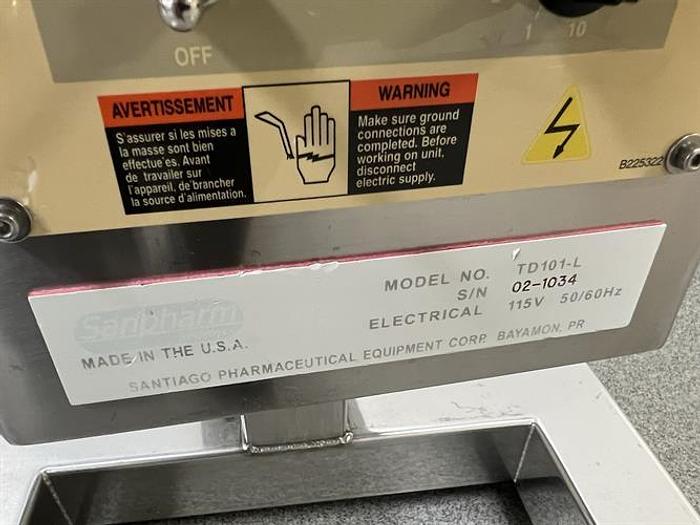 OFF
1 10
AVERTISSEMENT
S'assurer si les mises a
la masse sont bien
effectue'es. Avant
de travailer sur
l'appareil, de brancher
la source d'alimentation.
WARNING
Make sure ground
connections are
completed. Before
working on unit,
disconnect
electric supply.
B225322
Sanpharm
MADE IN THE U.S.A.
MODEL NO. TD101-L
S/N 02-1034
ELECTRICAL 115V 50/60Hz
SANTIAGO PHARMACEUTICAL EQUIPMENT CORP. BAYAMON, PR